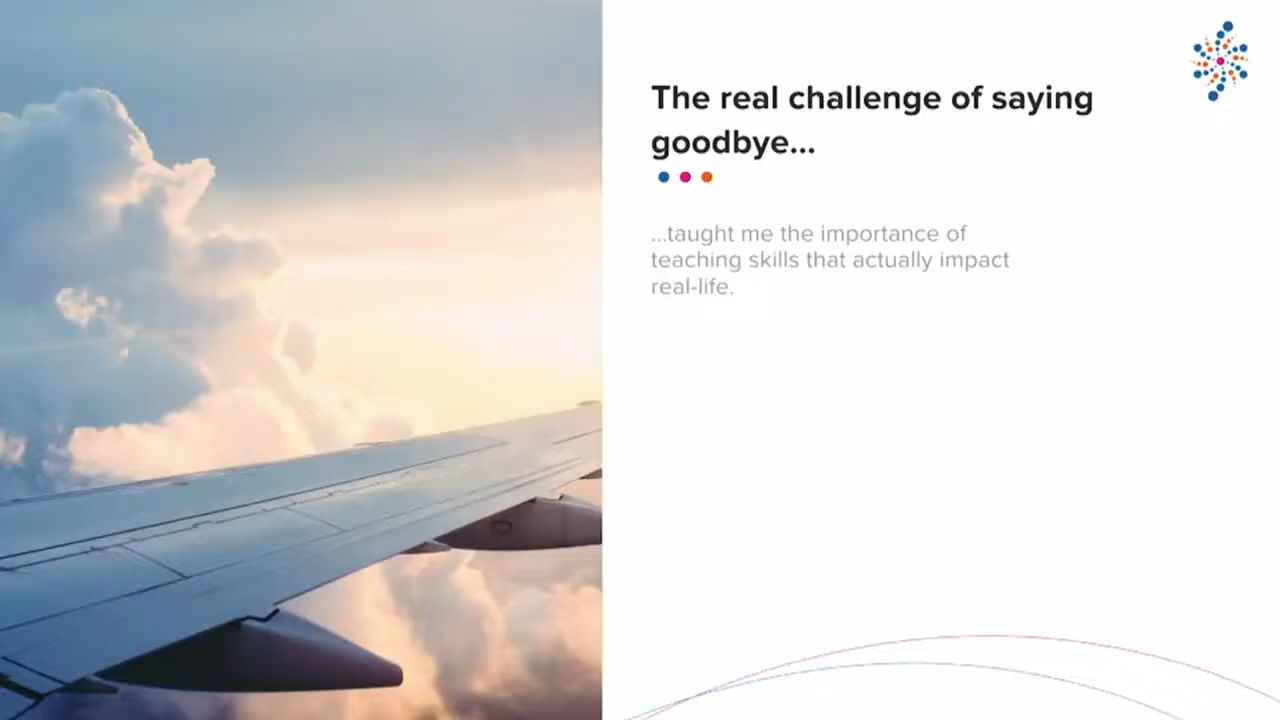 The real challenge of saying
goodbye...
...taught me the importance of
teaching skills that actually impact
real-life.